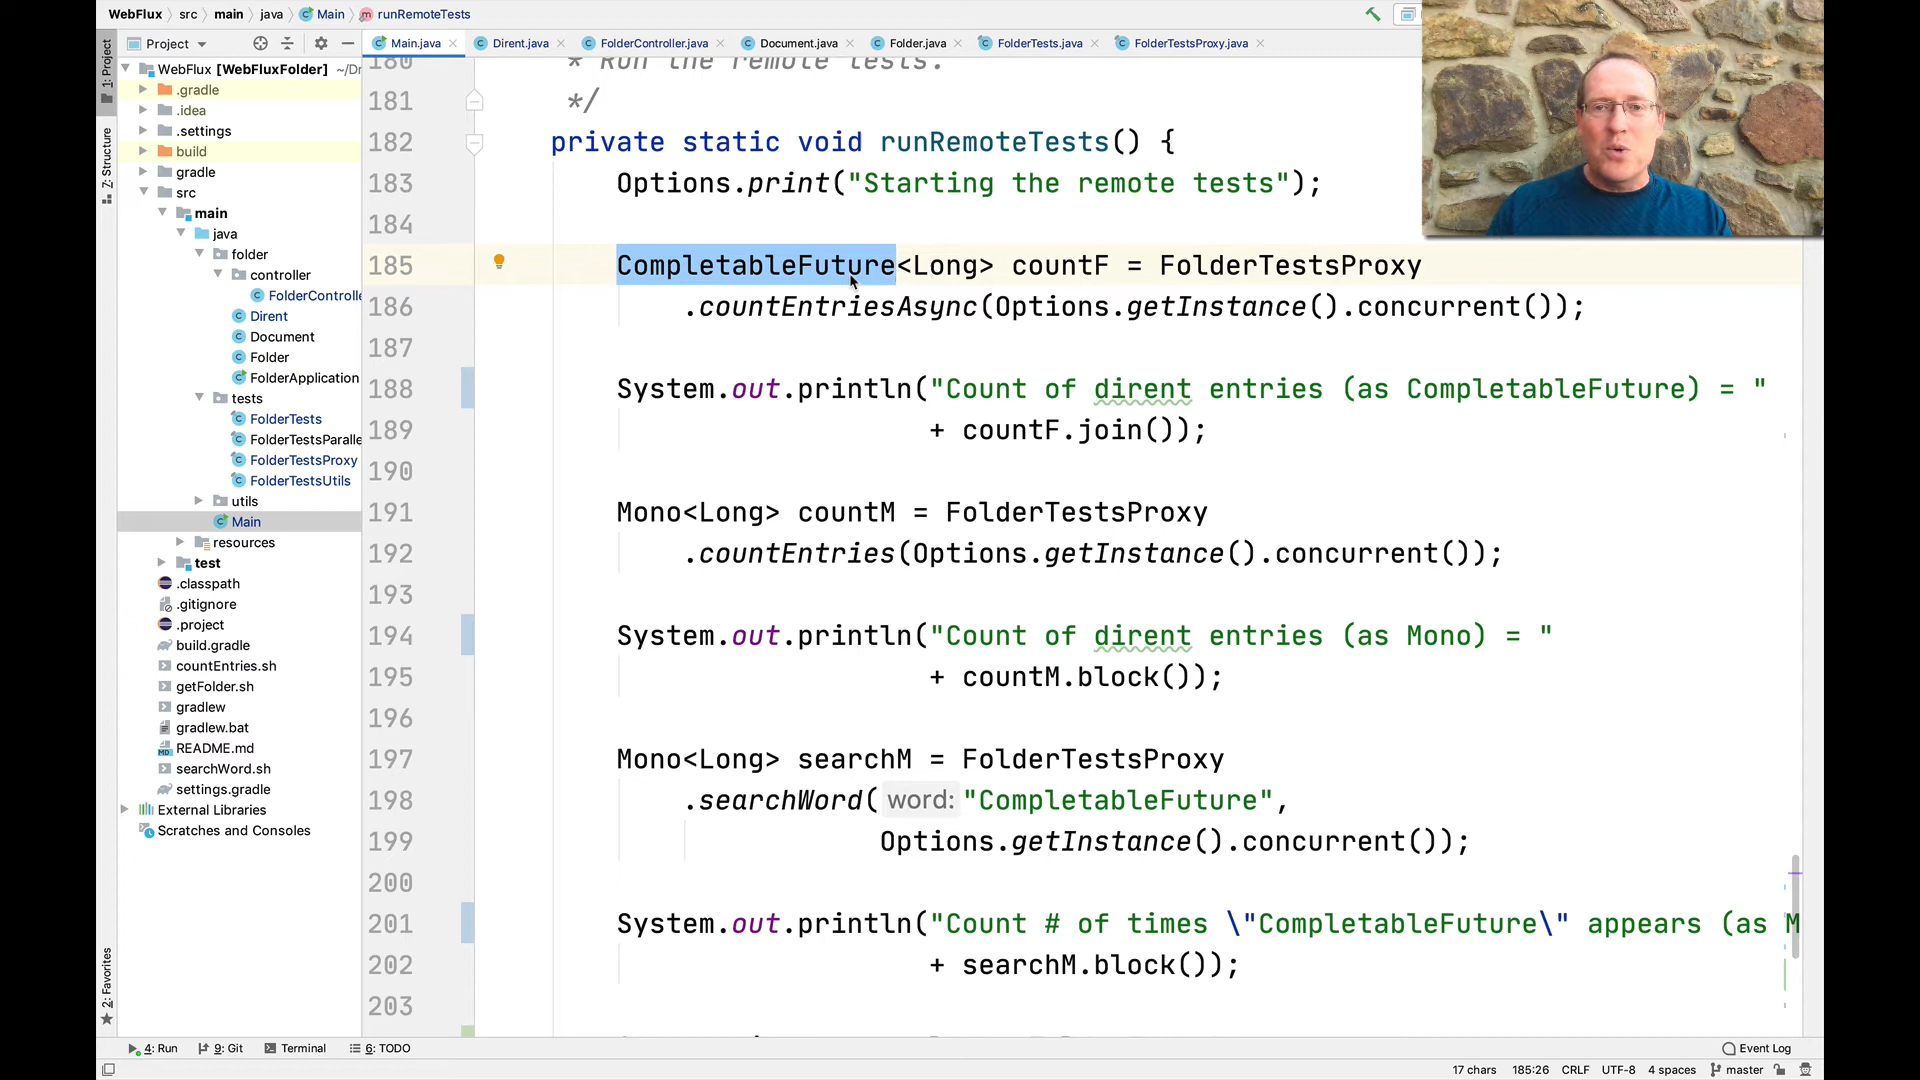 WebFlux
src
main
java
Main
runRemoteTests
Project
Main.java
Dirent.java
FolderController.java
Document.java
Folder.java
FolderTests.java
FolderTestsProxy.java
1: Project
Z: Structure
2: Favorites
WebFlux [WebFluxFolder]
.gradle
.idea
.settings
build
gradle
src
main
java
folder
controller
FolderControlle
Dirent
Document
Folder
FolderApplication
tests
FolderTests
FolderTestsParalle
FolderTestsProxy
FolderTestsUtils
utils
Main
resources
test
.classpath
.gitignore
.project
build.gradle
countEntries.sh
getFolder.sh
gradlew
gradlew.bat
README.md
searchWord.sh
settings.gradle
External Libraries
Scratches and Consoles
180 * Run the remote tests.
181 */
182 private static void runRemoteTests() {
183 Options.print("Starting the remote tests");
184
185 CompletableFuture<Long> countF = FolderTestsProxy
186 .countEntriesAsync(Options.getInstance().concurrent());
187
188 System.out.println("Count of dirent entries (as CompletableFuture) = "
189 + countF.join());
190
191 Mono<Long> countM = FolderTestsProxy
192 .countEntries(Options.getInstance().concurrent());
193
194 System.out.println("Count of dirent entries (as Mono) = "
195 + countM.block());
196
197 Mono<Long> searchM = FolderTestsProxy
198 .searchWord( word: "CompletableFuture",
199 Options.getInstance().concurrent());
200
201 System.out.println("Count # of times \"CompletableFuture\" appears (as M
202 + searchM.block());
203
4: Run
9: Git
Terminal
6: TODO
Event Log
17 chars
185:26
CRLF
UTF-8
4 spaces
master